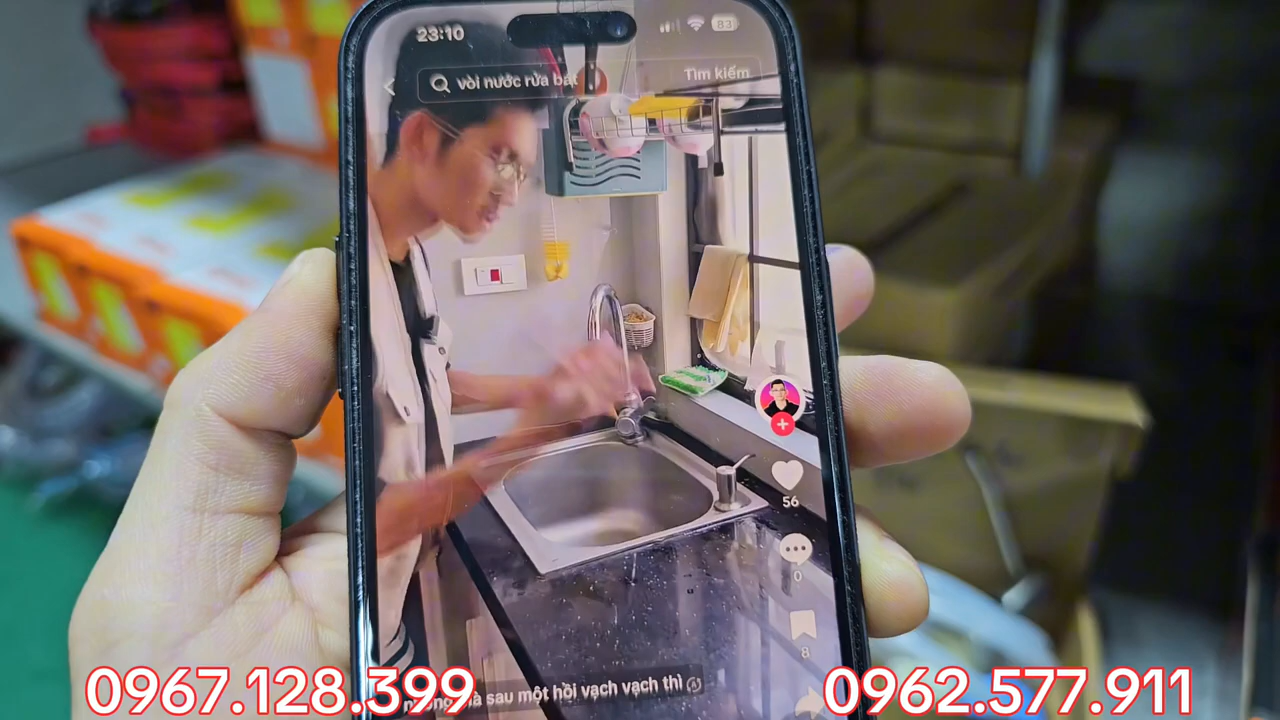 23:10
83
vòi nước rửa bát
Tìm kiếm
56
0
8
sau một hồi vạch vạch thì
0967.128.399
0962.577.911